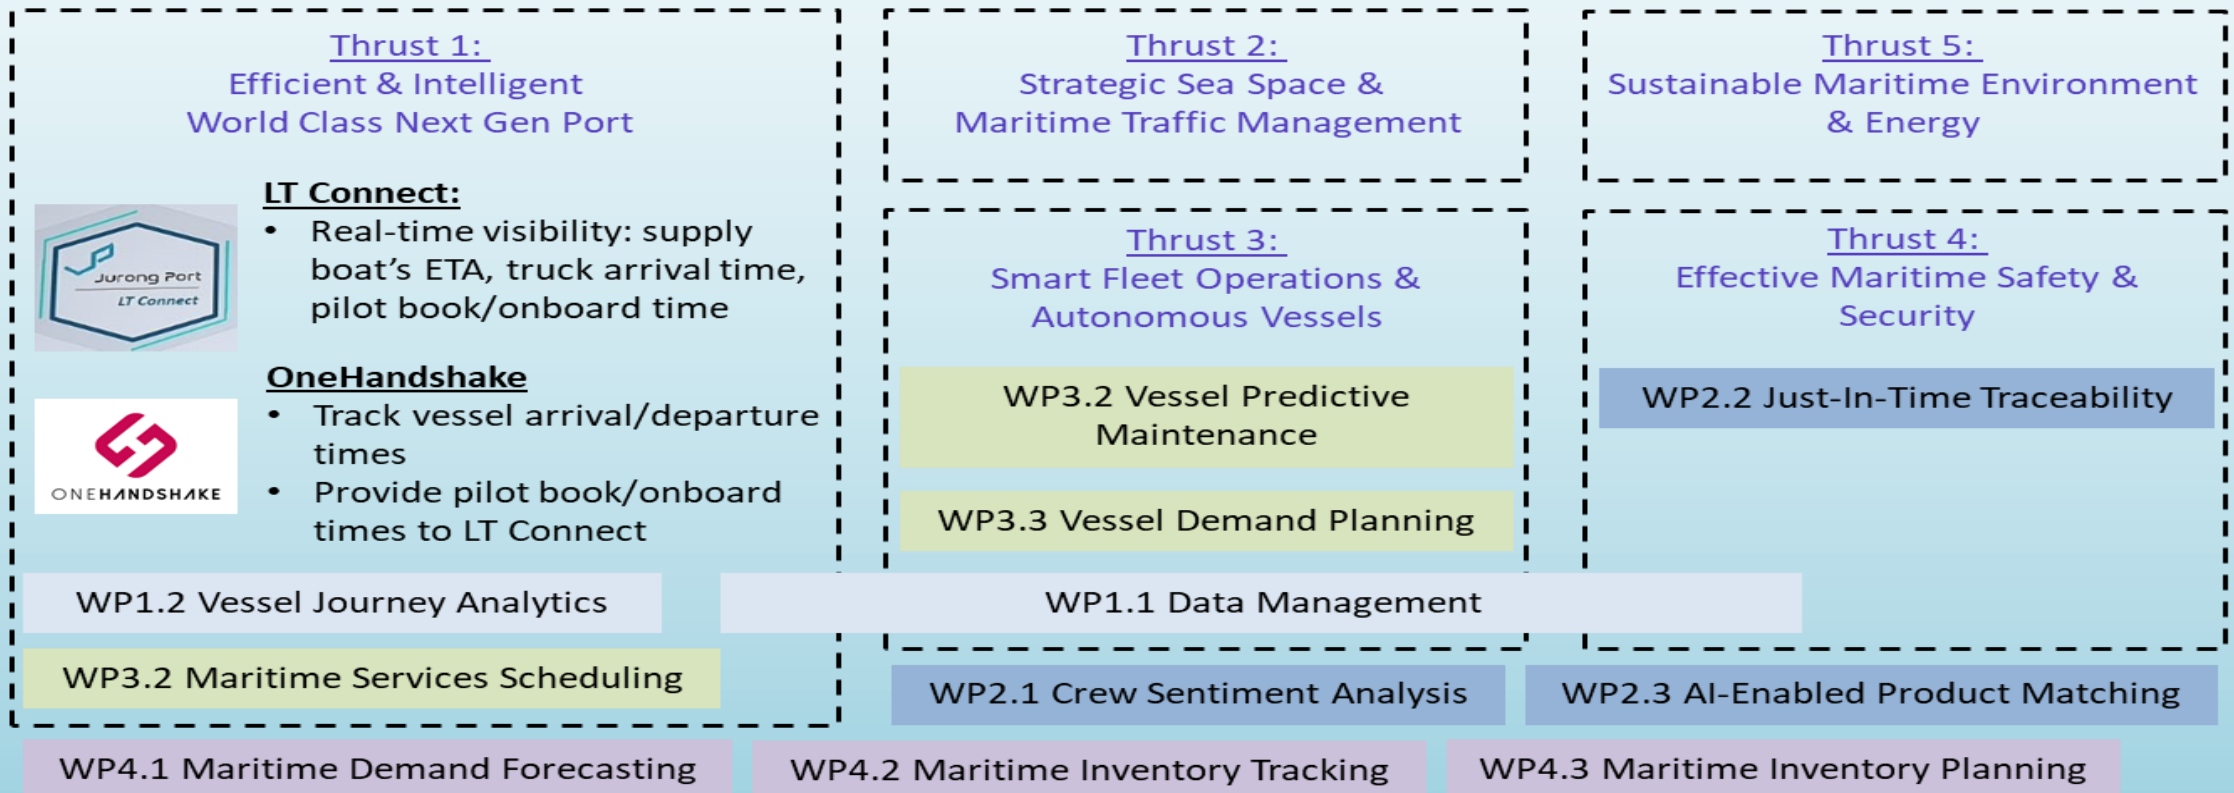 Thrust 1:
Efficient & Intelligent
World Class Next Gen Port
Jurong Port
LT Connect
LT Connect:
• Real-time visibility: supply
boat’s ETA, truck arrival time,
pilot book/onboard time
ONEHANDSHAKE
OneHandshake
• Track vessel arrival/departure
times
• Provide pilot book/onboard
times to LT Connect
WP1.2 Vessel Journey Analytics
WP3.2 Maritime Services Scheduling
Thrust 2:
Strategic Sea Space &
Maritime Traffic Management
Thrust 3:
Smart Fleet Operations &
Autonomous Vessels
WP3.2 Vessel Predictive
Maintenance
WP3.3 Vessel Demand Planning
WP1.1 Data Management
Thrust 5:
Sustainable Maritime Environment
& Energy
Thrust 4:
Effective Maritime Safety &
Security
WP2.2 Just-In-Time Traceability
WP2.1 Crew Sentiment Analysis
WP2.3 AI-Enabled Product Matching
WP4.1 Maritime Demand Forecasting
WP4.2 Maritime Inventory Tracking
WP4.3 Maritime Inventory Planning